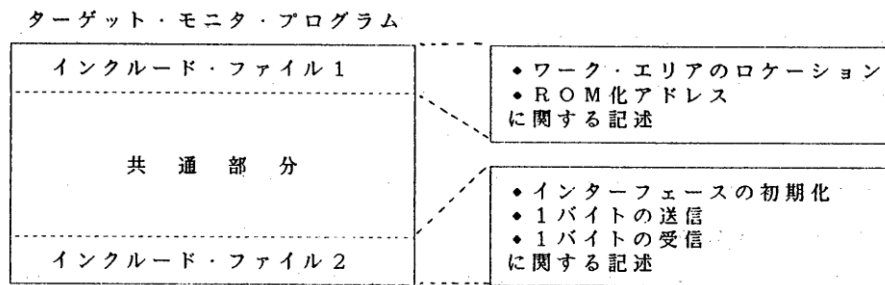 ターゲット・モニタ・プログラム
インクルード・ファイル1
◆ワーク・エリアのロケーション
◆ROM化アドレス
に関する記述
共通部分
◆インターフェースの初期化
◆1バイトの送信
◆1バイトの受信
に関する記述
インクルード・ファイル2